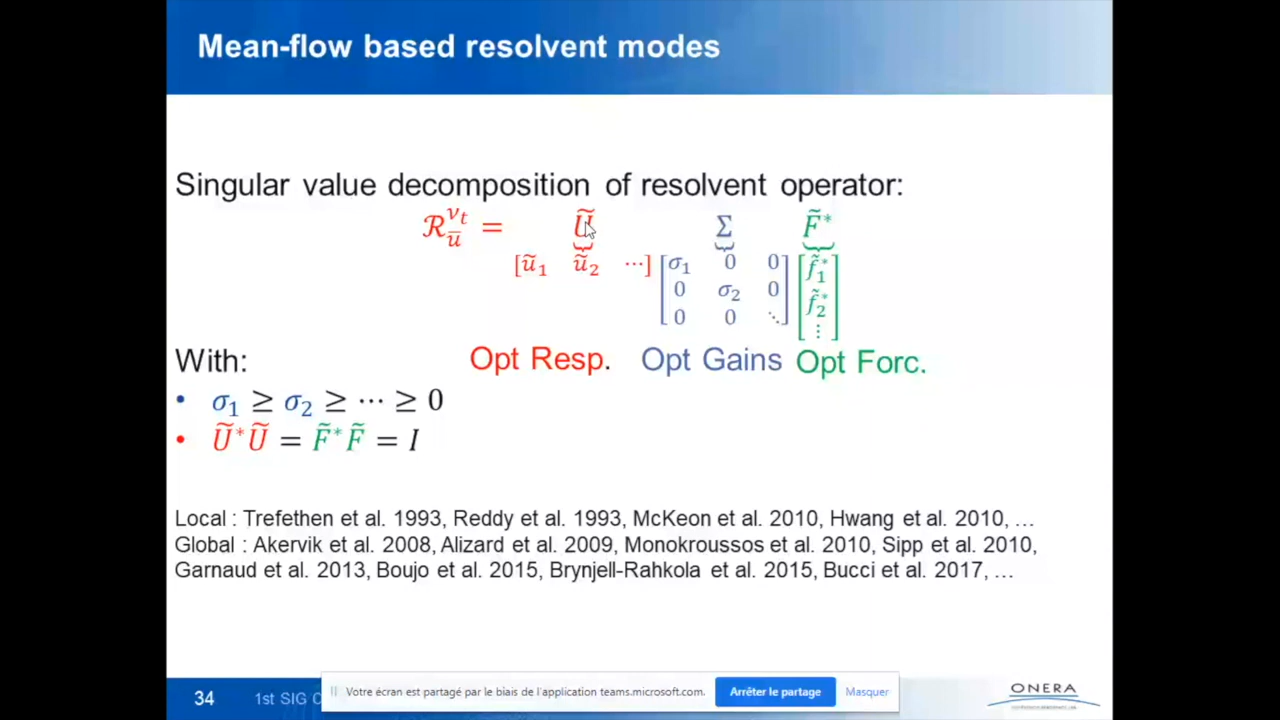 Mean-flow based resolvent modes
Singular value decomposition of resolvent operator:
ℛ_u̅^{ν_t} = Ũ Σ F̃*
[ũ₁ ũ₂ ⋯] [σ₁ 0 0; 0 σ₂ 0; 0 0 ⋱] [f̃₁*; f̃₂*; ⋮]
With: Opt Resp. Opt Gains Opt Forc.
• σ₁ ≥ σ₂ ≥ ⋯ ≥ 0
• Ũ*Ũ = F̃*F̃ = I
Local : Trefethen et al. 1993, Reddy et al. 1993, McKeon et al. 2010, Hwang et al. 2010, …
Global : Akervik et al. 2008, Alizard et al. 2009, Monokroussos et al. 2010, Sipp et al. 2010,
Garnaud et al. 2013, Boujo et al. 2015, Brynjell-Rahkola et al. 2015, Bucci et al. 2017, …
34 1st SIG
Votre écran est partagé par le biais de l'application teams.microsoft.com. Arrêter le partage Masquer
ONERA